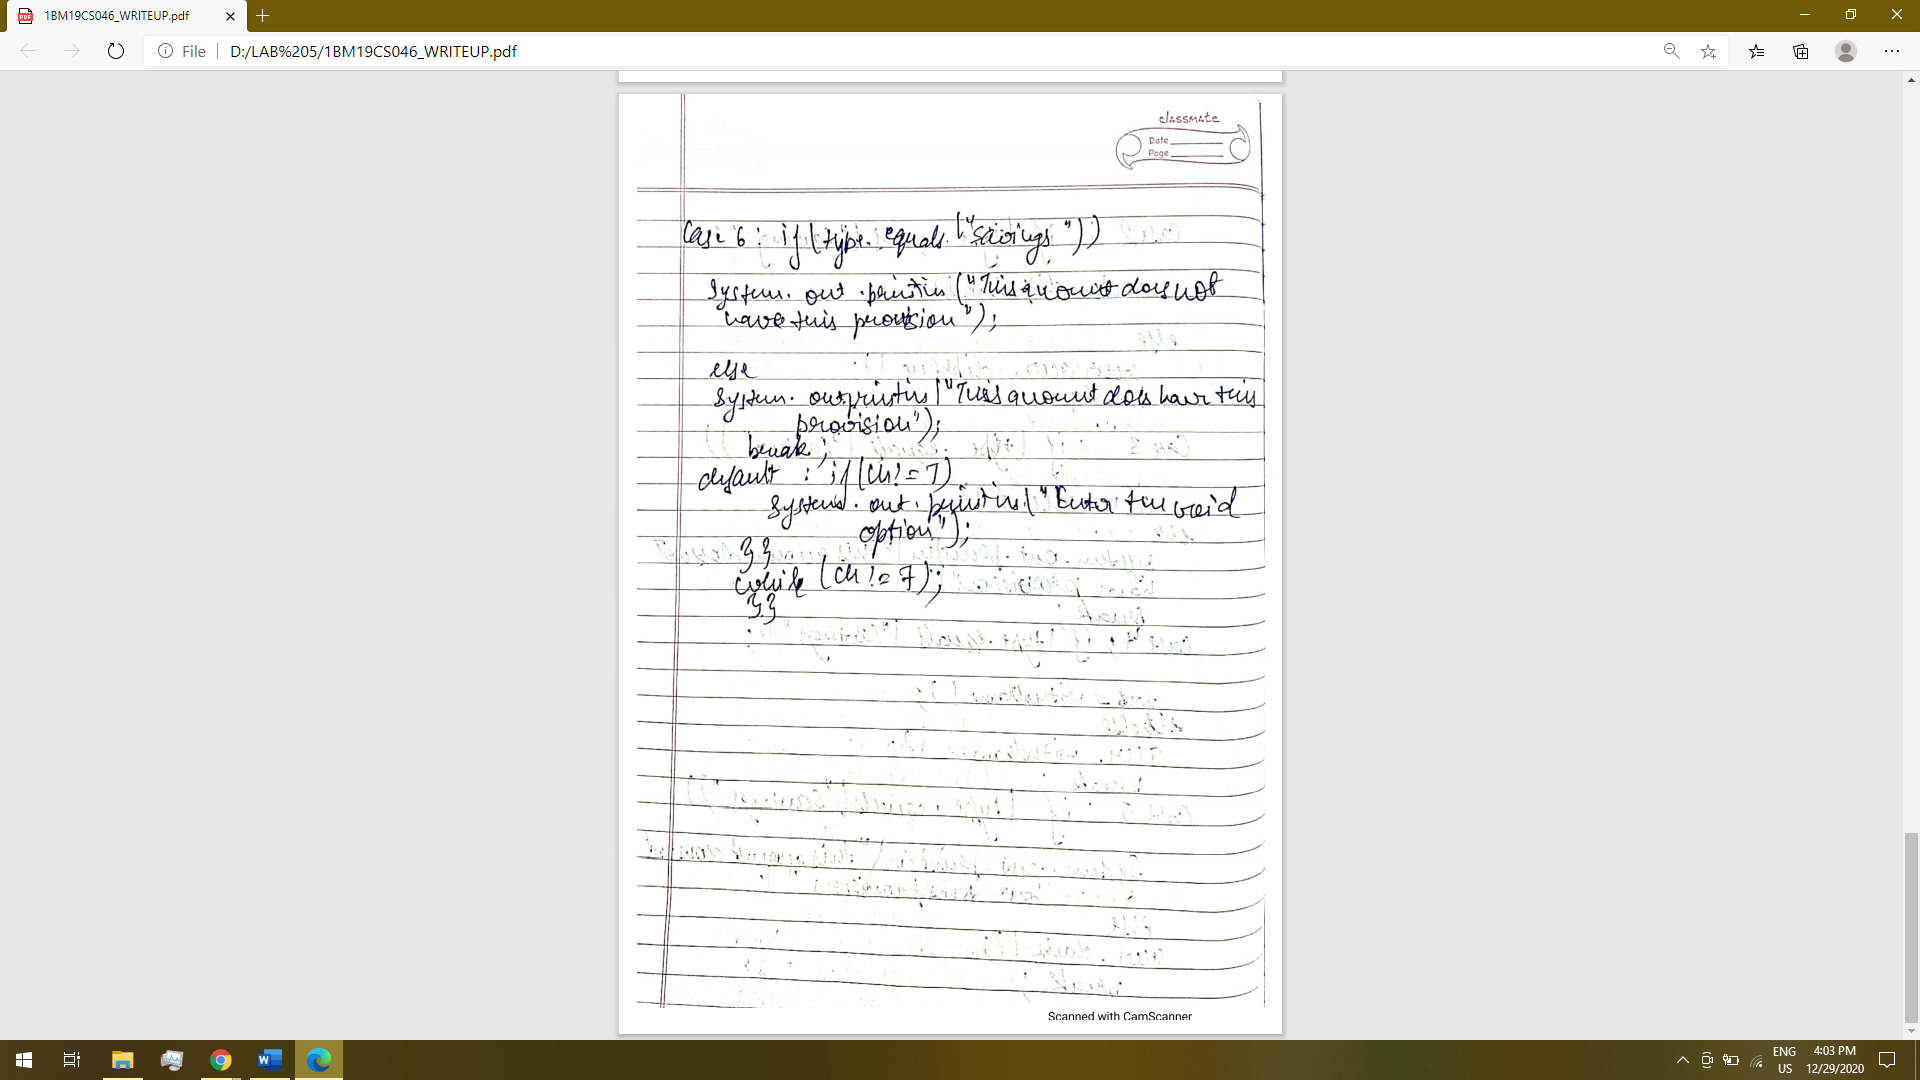 1BM19CS046_WRITEUP.pdf
File
D:/LAB%205/1BM19CS046_WRITEUP.pdf
classmate
Date
Page
Case 6 : if (type. equals. ("savings"))
System. out .println ("This account does not
have this provision");
else
System. out println ("This account does have this
provision");
break;
default : if (ch! = 7)
System. out. println ("Enter the valid
option");
}}
while (ch != 7);
}}
Scanned with CamScanner
ENG
US
4:03 PM
12/29/2020